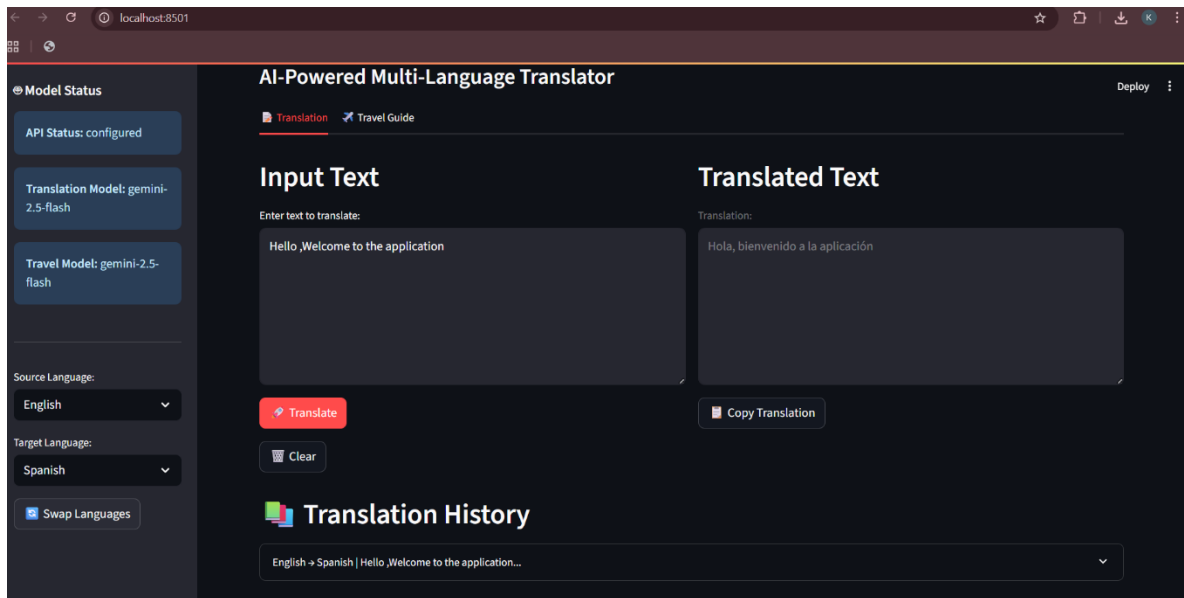 localhost:8501
K
Model Status
API Status: configured
Translation Model: gemini-
2.5-flash
Travel Model: gemini-2.5-
flash
Source Language:
English
Target Language:
Spanish
Swap Languages
Deploy
AI-Powered Multi-Language Translator
Translation Travel Guide
Input Text
Enter text to translate:
Hello ,Welcome to the application
Translate
Clear
Translated Text
Translation:
Hola, bienvenido a la aplicación
Copy Translation
Translation History
English → Spanish | Hello ,Welcome to the application...